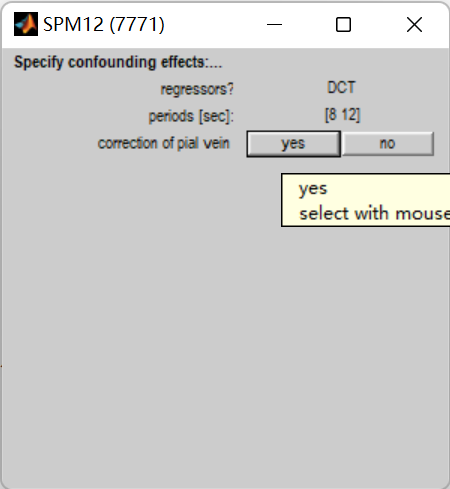 SPM12 (7771)
Specify confounding effects:...
regressors? DCT
periods [sec]: [8 12]
correction of pial vein yes no
yes
select with mouse